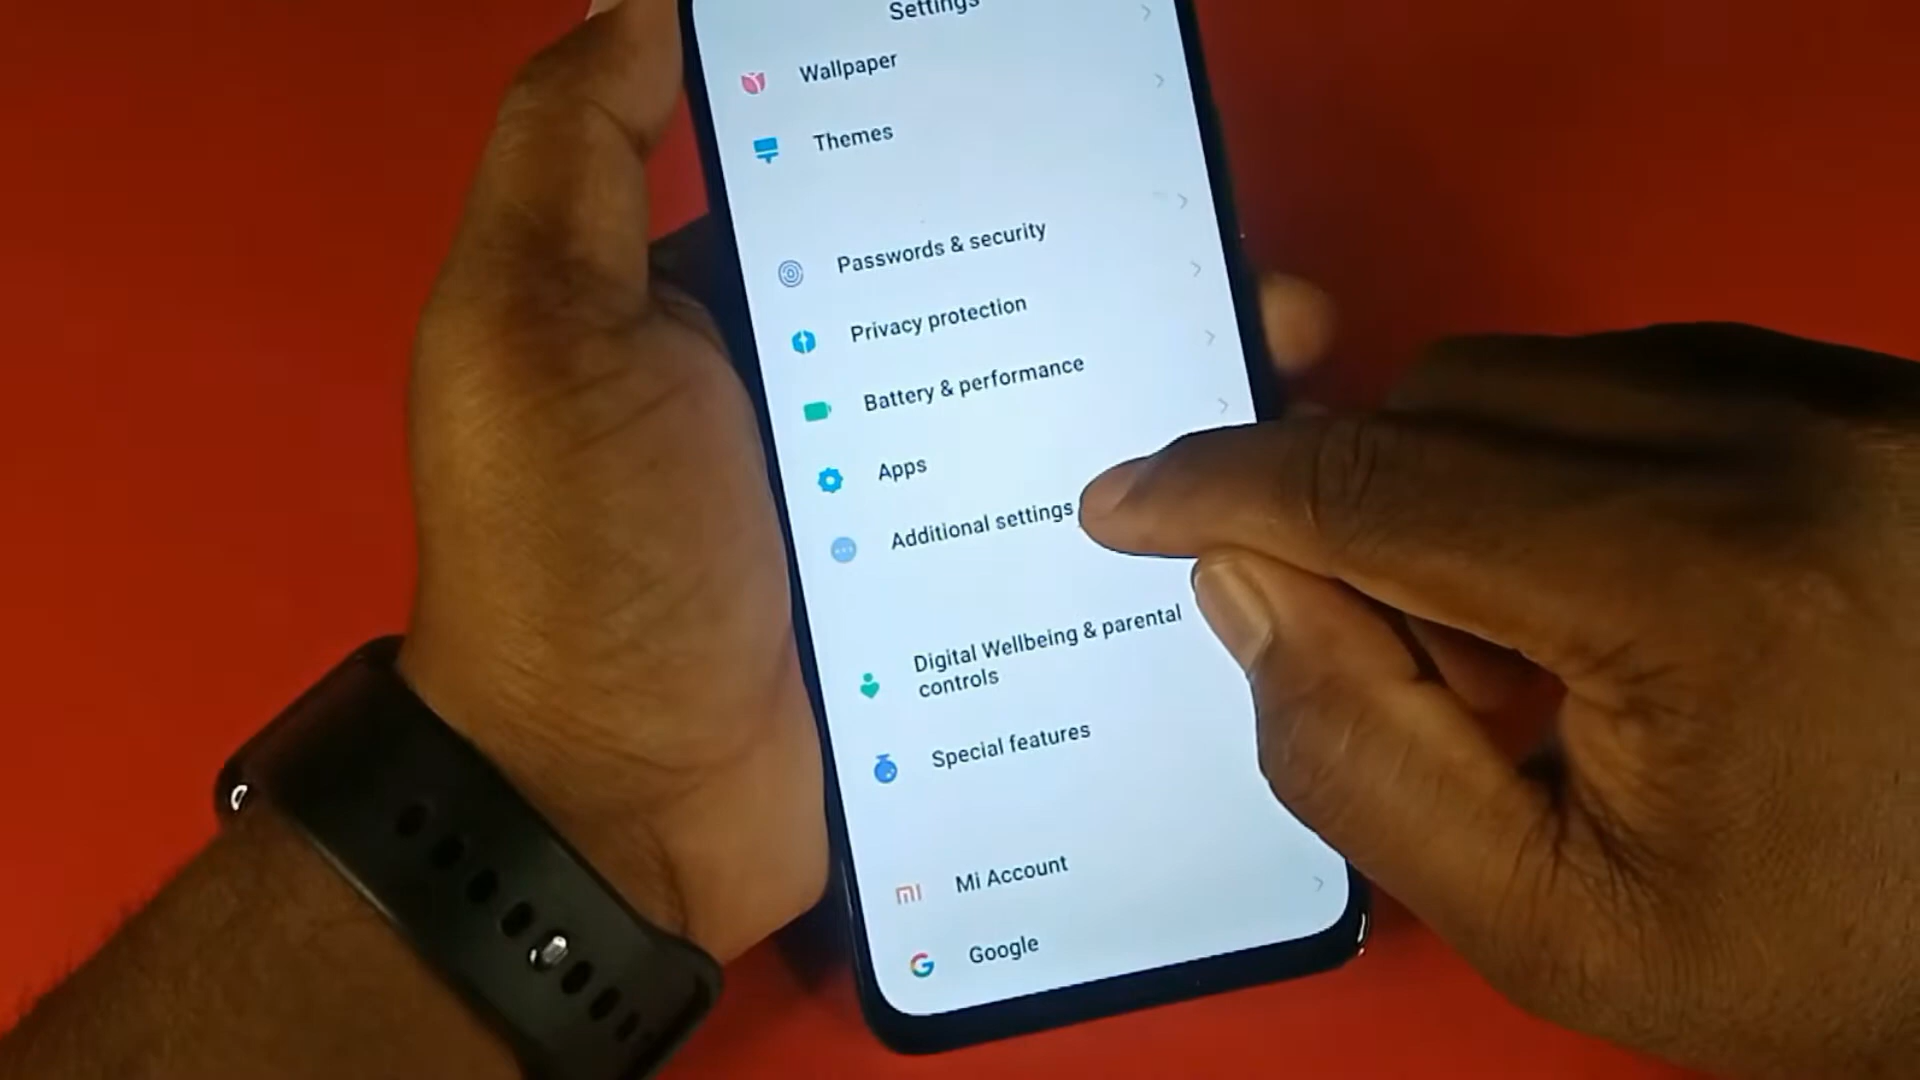 Settings
Wallpaper
Themes
Passwords & security
Privacy protection
Battery & performance
Apps
Additional settings
Digital Wellbeing & parental
controls
Special features
Mi Account
Google